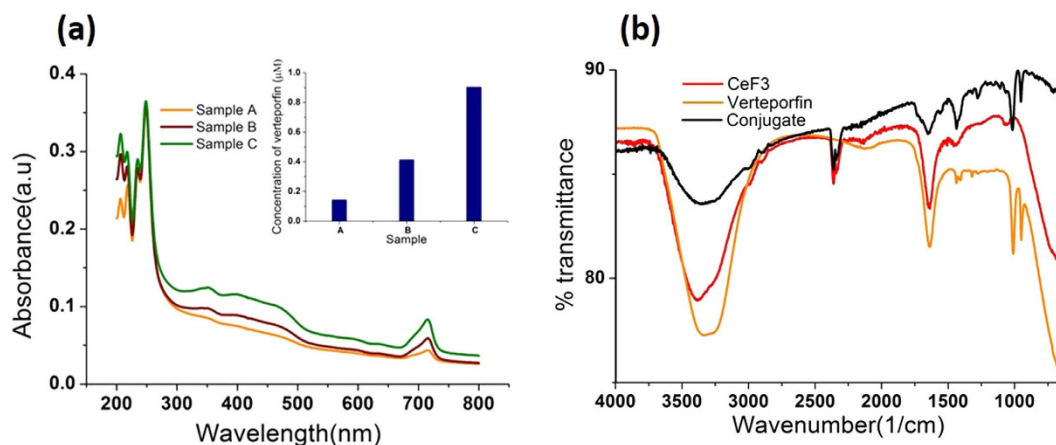 (a)
0.4
0.3
0.2
0.1
0.0
Absorbance(a.u)
200 300 400 500 600 700 800
Wavelength(nm)
Sample A
Sample B
Sample C
1.0
0.8
0.6
0.4
0.2
0.0
Concentration of verteporfin(μM)
A B C
Sample
(b)
90
80
% transmittance
4000 3500 3000 2500 2000 1500 1000
Wavenumber(1/cm)
CeF3
Verteporfin
Conjugate